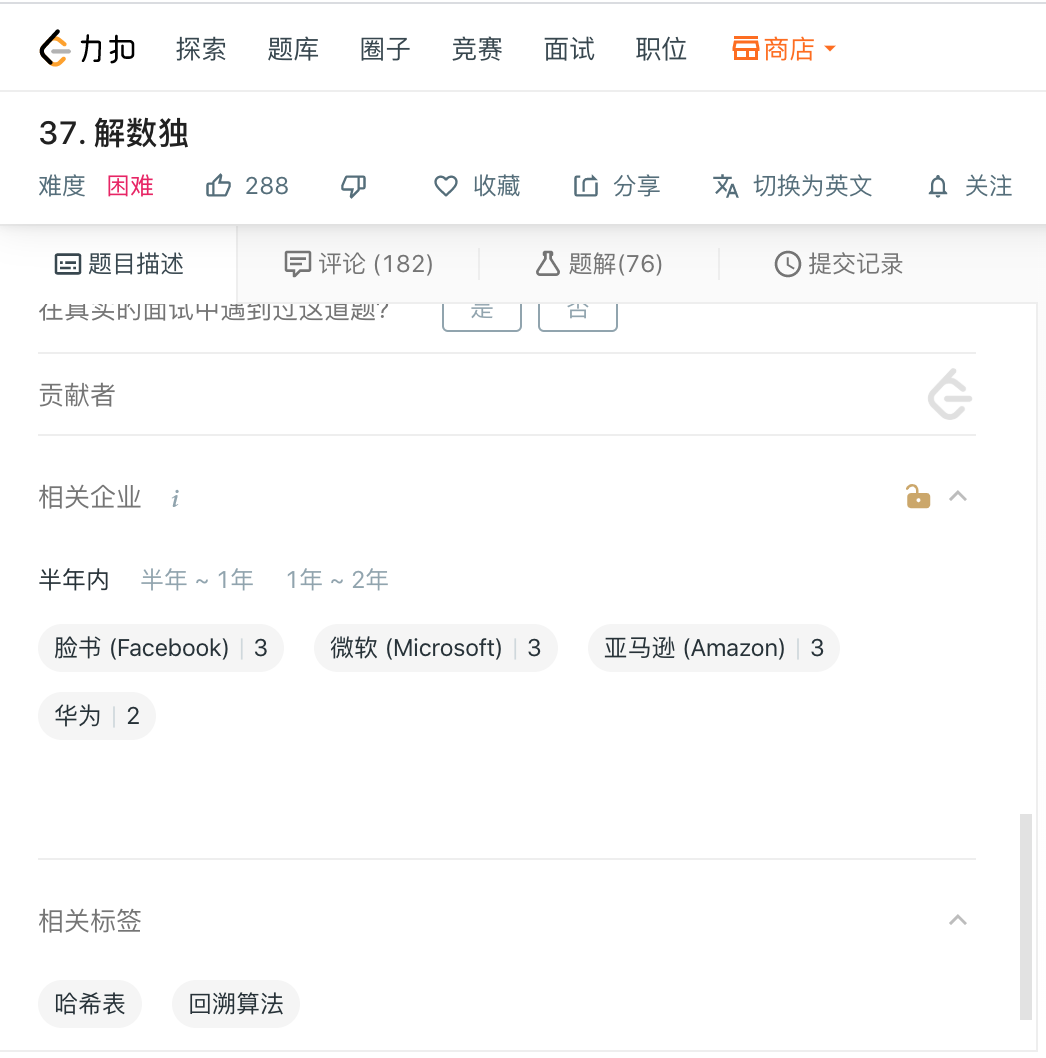 力扣 探索 题库 圈子 竞赛 面试 职位 商店
37. 解数独
难度 困难 288 收藏 分享 切换为英文 关注
题目描述 评论 (182) 题解(76) 提交记录
在真实的面试中遇到过这道题? 是 否
贡献者
相关企业 i
半年内 半年 ~ 1年 1年 ~ 2年
脸书 (Facebook) 3 微软 (Microsoft) 3 亚马逊 (Amazon) 3
华为 2
相关标签
哈希表 回溯算法